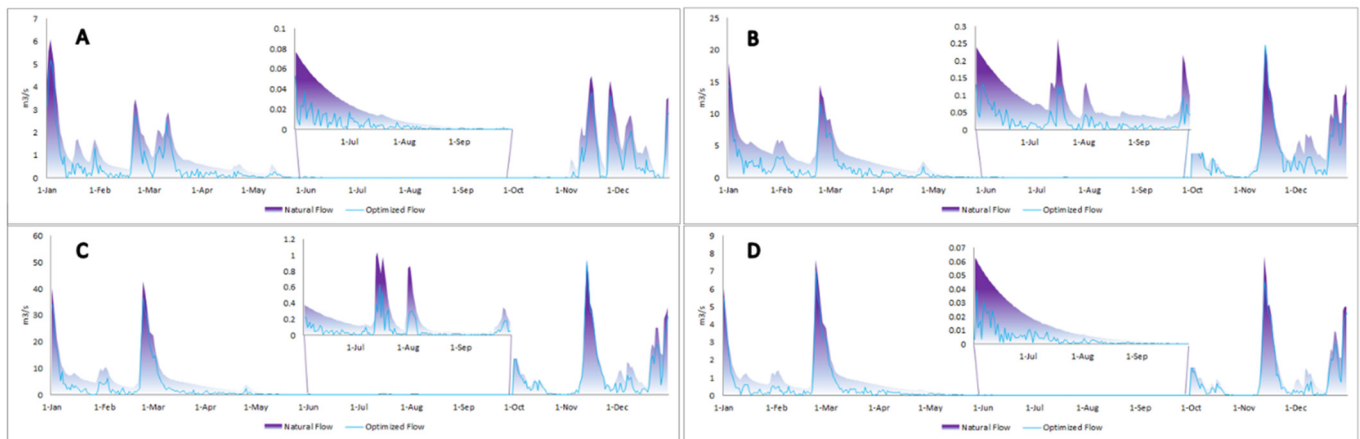 A
7
6
5
4
3
2
1
0
m3/s
0.1
0.08
0.06
0.04
0.02
0
1-Jul 1-Aug 1-Sep
1-Jan 1-Feb 1-Mar 1-Apr 1-May 1-Jun 1-Jul 1-Aug 1-Sep 1-Oct 1-Nov 1-Dec
Natural Flow Optimized Flow
B
25
20
15
10
5
0
m3/s
0.3
0.25
0.2
0.15
0.1
0.05
0
1-Jul 1-Aug 1-Sep
1-Jan 1-Feb 1-Mar 1-Apr 1-May 1-Jun 1-Jul 1-Aug 1-Sep 1-Oct 1-Nov 1-Dec
Natural Flow Optimized Flow
C
60
50
40
30
20
10
0
m3/s
1.2
1
0.8
0.6
0.4
0.2
0
1-Jul 1-Aug 1-Sep
1-Jan 1-Feb 1-Mar 1-Apr 1-May 1-Jun 1-Jul 1-Aug 1-Sep 1-Oct 1-Nov 1-Dec
Natural Flow Optimized Flow
D
9
8
7
6
5
4
3
2
1
0
m3/s
0.07
0.06
0.05
0.04
0.03
0.02
0.01
0
1-Jul 1-Aug 1-Sep
1-Jan 1-Feb 1-Mar 1-Apr 1-May 1-Jun 1-Jul 1-Aug 1-Sep 1-Oct 1-Nov 1-Dec
Natural Flow Optimized Flow